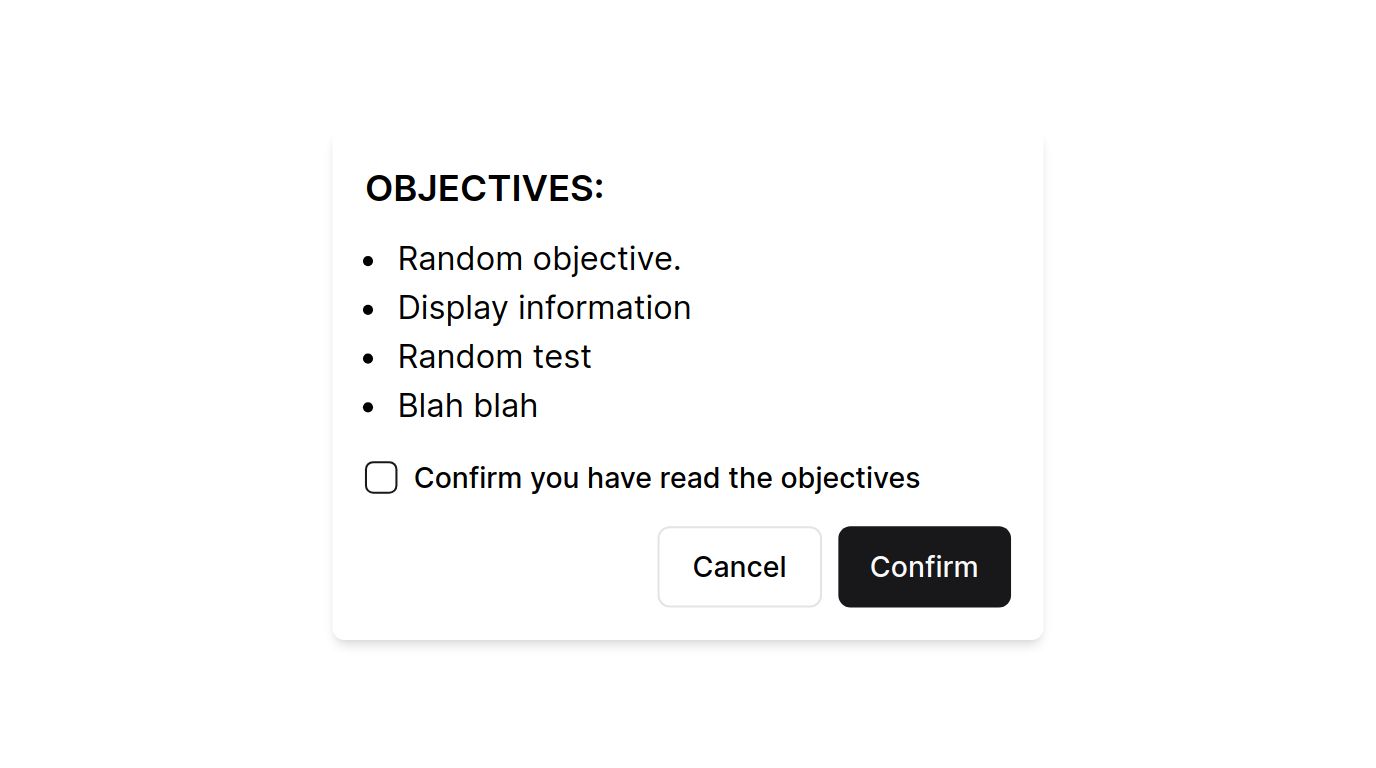 OBJECTIVES:
Random objective.
Display information
Random test
Blah blah
Confirm you have read the objectives
Cancel
Confirm